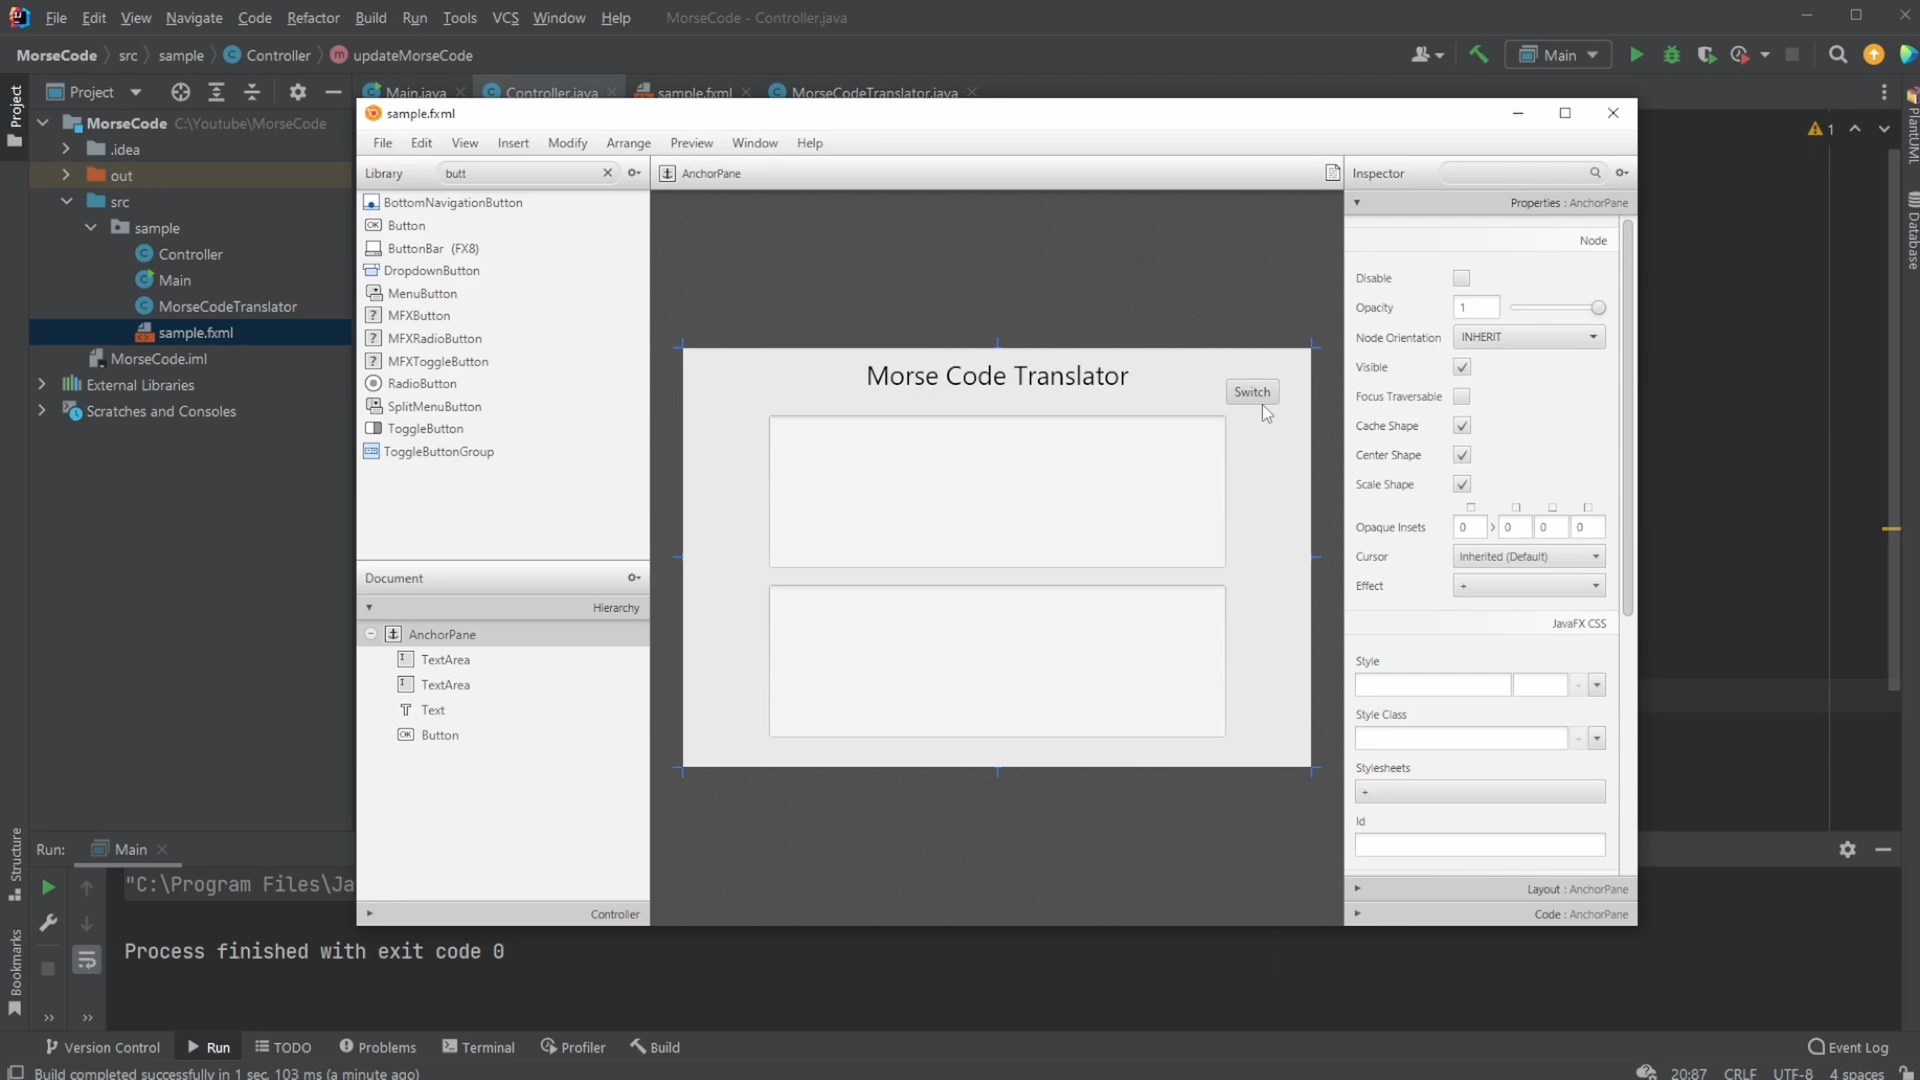 File Edit View Navigate Code Refactor Build Run Tools VCS Window Help MorseCode - Controller.java
MorseCode src sample Controller m updateMorseCode Main
Project Main.java Controller.java sample.fxml MorseCodeTranslator.java
Project
MorseCode C:\Youtube\MorseCode
.idea
out
src
sample
Controller
Main
MorseCodeTranslator
sample.fxml
MorseCode.iml
External Libraries
Scratches and Consoles
1
PlantUML
Database
sample.fxml
File Edit View Insert Modify Arrange Preview Window Help
Library butt
BottomNavigationButton
Button
ButtonBar (FX8)
DropdownButton
MenuButton
MFXButton
MFXRadioButton
MFXToggleButton
RadioButton
SplitMenuButton
ToggleButton
ToggleButtonGroup
Document
Hierarchy
AnchorPane
TextArea
TextArea
Text
Button
Controller
AnchorPane
Morse Code Translator
Switch
Inspector
Properties : AnchorPane
Node
Disable
Opacity 1
Node Orientation INHERIT
Visible
Focus Traversable
Cache Shape
Center Shape
Scale Shape
Opaque Insets 0 0 0 0
Cursor Inherited (Default)
Effect +
JavaFX CSS
Style
Style Class
Stylesheets
+
Id
Layout : AnchorPane
Code : AnchorPane
Structure
Bookmarks
Run: Main
"C:\Program Files\Ja
Process finished with exit code 0
Version Control Run TODO Problems Terminal Profiler Build Event Log
Build completed successfully in 1 sec, 103 ms (a minute ago) 20:87 CRLF UTF-8 4 spaces